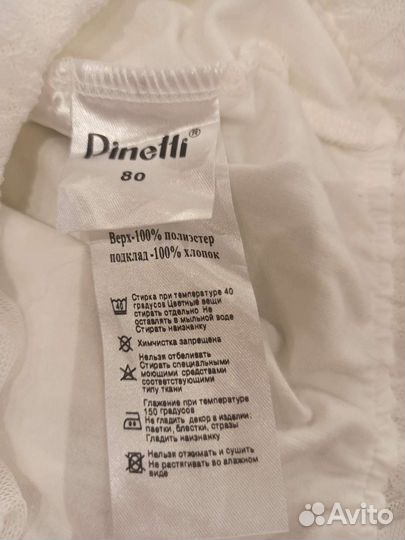 Dinetti®
80
Верх-100% полиэстер
подклад -100% хлопок
40
Стирка при температуре 40
градусов Цветные вещи
стирать отдельно Не
оставлять в мыльной воде
Стирать наизнанку
Химчистка запрещена
Нельзя отбеливать
Стирать специальными
моющими средствами
соответствующими
типу ткани
Глажение при температуре
150 градусов
Не гладить декор в изделии:
паетки, блестки, стразы
Гладить наизнанку
Нельзя отжимать и сушить
Не растягивать во влажном
виде
Avito